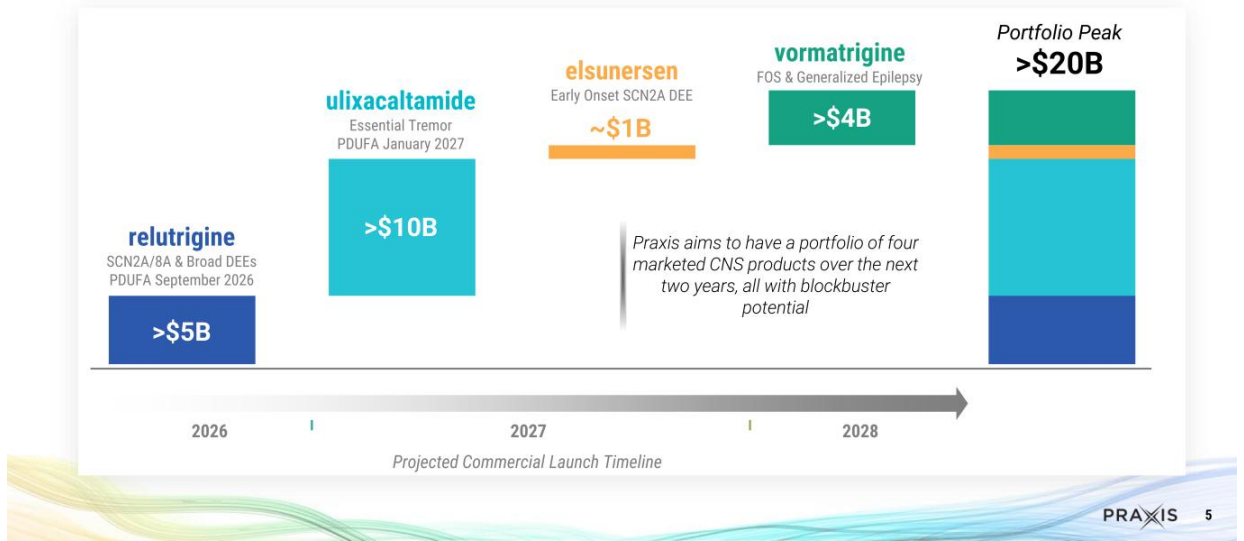 relutrigine
SCN2A/8A & Broad DEEs
PDUFA September 2026
>$5B
ulixacaltamide
Essential Tremor
PDUFA January 2027
>$10B
elsunersen
Early Onset SCN2A DEE
~$1B
vormatrigine
FOS & Generalized Epilepsy
>$4B
Portfolio Peak
>$20B
Praxis aims to have a portfolio of four
marketed CNS products over the next
two years, all with blockbuster
potential
2026
2027
2028
Projected Commercial Launch Timeline
PRAXIS 5